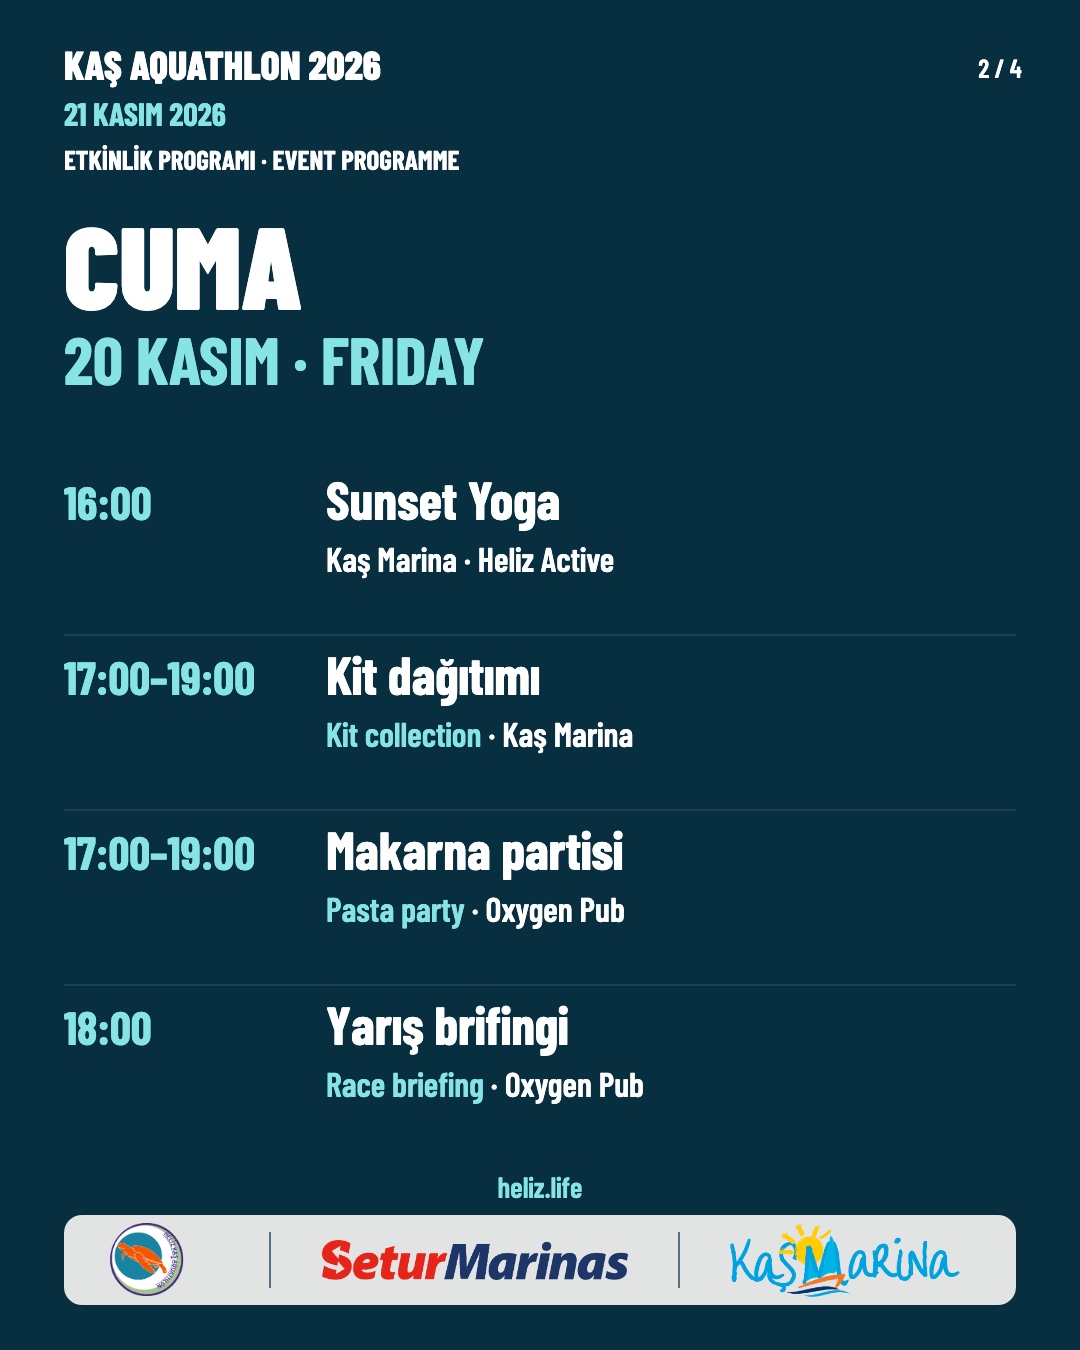 KAŞ AQUATHLON 2026
2 / 4
21 KASIM 2026
ETKİNLİK PROGRAMI · EVENT PROGRAMME
CUMA
20 KASIM · FRIDAY
16:00
Sunset Yoga
Kaş Marina · Heliz Active
17:00–19:00
Kit dağıtımı
Kit collection · Kaş Marina
17:00–19:00
Makarna partisi
Pasta party · Oxygen Pub
18:00
Yarış brifingi
Race briefing · Oxygen Pub
heliz.life
SeturMarinas
Kaş Marina